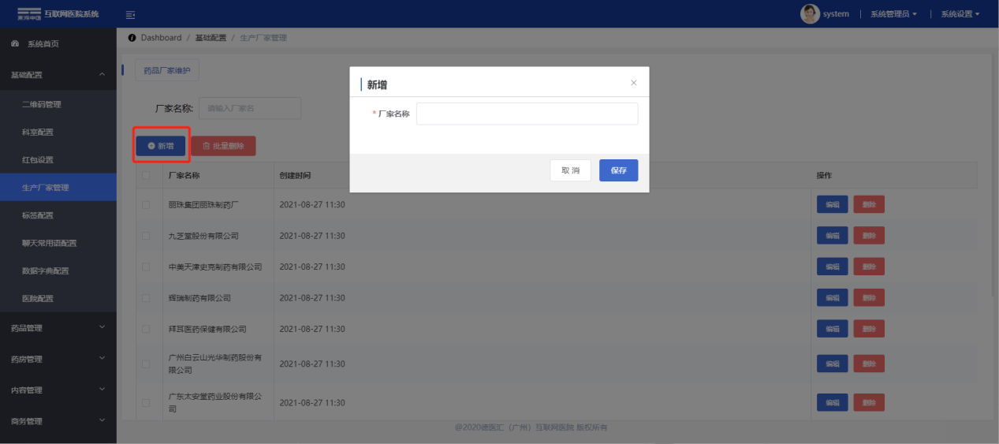 東海中医 互联网医院系统
system | 系统管理员 | 系统设置
系统首页
Dashboard / 基础配置 / 生产厂家管理
基础配置
二维码管理
科室配置
红包设置
生产厂家管理
标签配置
聊天常用语配置
数据字典配置
医院配置
药品管理
药房管理
内容管理
商务管理
药品厂家维护
厂家名称: 请输入厂家名
新增 批量删除
新增
* 厂家名称
取消 保存
厂家名称 创建时间 操作
丽珠集团丽珠制药厂 2021-08-27 11:30 编辑 删除
九芝堂股份有限公司 2021-08-27 11:30 编辑 删除
中美天津史克制药有限公司 2021-08-27 11:30 编辑 删除
辉瑞制药有限公司 2021-08-27 11:30 编辑 删除
拜耳医药保健有限公司 2021-08-27 11:30 编辑 删除
广州白云山光华制药股份有
限公司 2021-08-27 11:30 编辑 删除
广东太安堂药业股份有限公
司 2021-08-27 11:30 编辑 删除
@2020德医汇（广州）互联网医院 版权所有